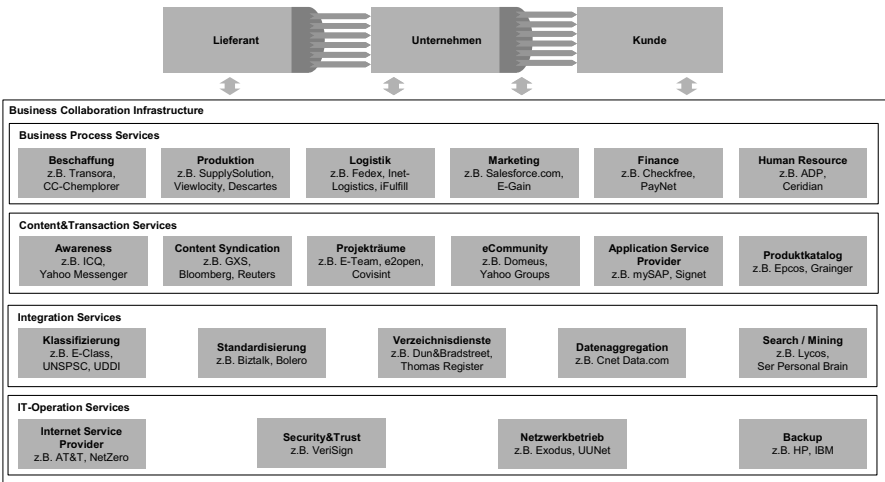 Lieferant
Unternehmen
Kunde
Business Collaboration Infrastructure
Business Process Services
Beschaffung
z.B. Transora,
CC-Chemplorer
Produktion
z.B. SupplySolution,
Viewlocity, Descartes
Logistik
z.B. Fedex, Inet-
Logistics, iFulfill
Marketing
z.B. Salesforce.com,
E-Gain
Finance
z.B. Checkfree,
PayNet
Human Resource
z.B. ADP,
Ceridian
Content&Transaction Services
Awareness
z.B. ICQ,
Yahoo Messenger
Content Syndication
z.B. GXS,
Bloomberg, Reuters
Projekträume
z.B. E-Team, e2open,
Covisint
eCommunity
z.B. Domeus,
Yahoo Groups
Application Service
Provider
z.B. mySAP, Signet
Produktkatalog
z.B. Epcos, Grainger
Integration Services
Klassifizierung
z.B. E-Class,
UNSPSC, UDDI
Standardisierung
z.B. Biztalk, Bolero
Verzeichnisdienste
z.B. Dun&Bradstreet,
Thomas Register
Datenaggregation
z.B. Cnet Data.com
Search / Mining
z.B. Lycos,
Ser Personal Brain
IT-Operation Services
Internet Service
Provider
z.B. AT&T, NetZero
Security&Trust
z.B. VeriSign
Netzwerkbetrieb
z.B. Exodus, UUNet
Backup
z.B. HP, IBM